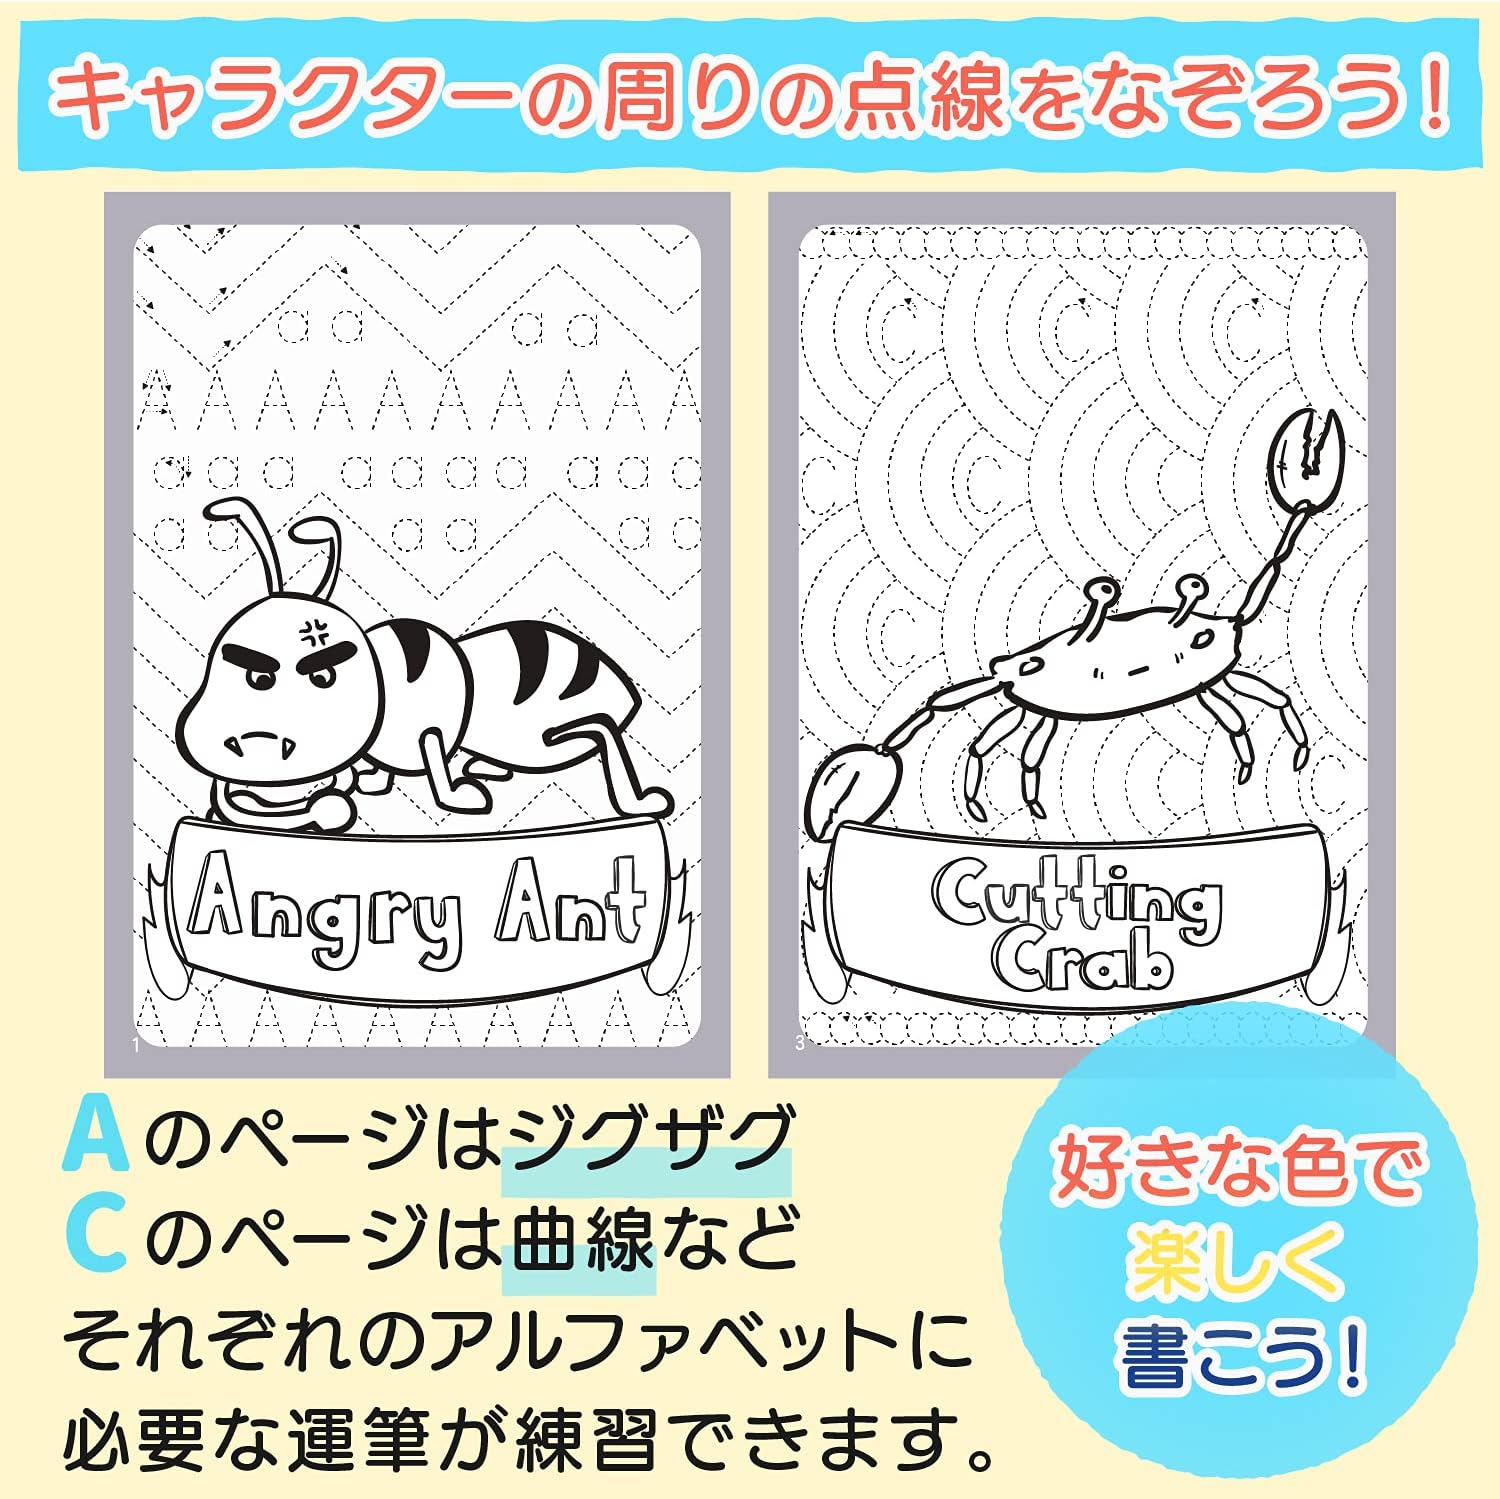 キャラクターの周りの点線をなぞろう！
a a a a
A A A A A A A A A A
a a a a a a a a a a
a a a a a a
Angry Ant
A A A A A A A A A A
1
Cutting
Crab
3
Aのページはジグザグ
Cのページは曲線など
それぞれのアルファベットに
必要な運筆が練習できます。
好きな色で
楽しく
書こう！